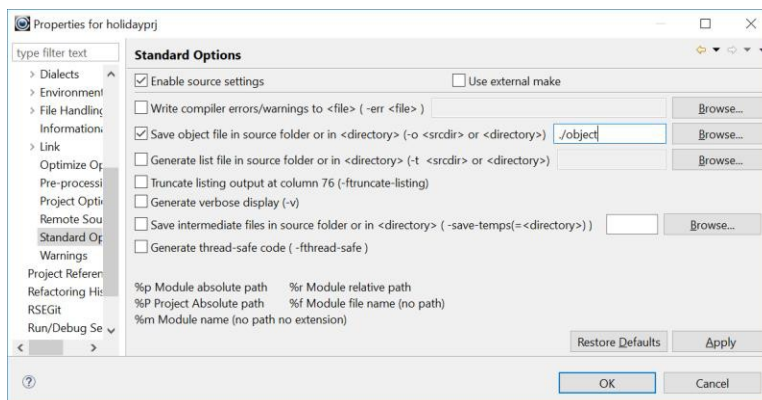 Properties for holidayprj
type filter text
Dialects
Environment
File Handling
Informationa
Link
Optimize Op
Pre-processi
Project Optio
Remote Sou
Standard Op
Warnings
Project Referen
Refactoring His
RSEGit
Run/Debug Se
Standard Options
Enable source settings Use external make
Write compiler errors/warnings to <file> ( -err <file> ) Browse...
Save object file in source folder or in <directory> (-o <srcdir> or <directory>) ./object Browse...
Generate list file in source folder or in <directory> (-t <srcdir> or <directory>) Browse...
Truncate listing output at column 76 (-ftruncate-listing)
Generate verbose display (-v)
Save intermediate files in source folder or in <directory> ( -save-temps(=<directory>) ) Browse...
Generate thread-safe code ( -fthread-safe )
%p Module absolute path %r Module relative path
%P Project Absolute path %f Module file name (no path)
%m Module name (no path no extension)
Restore Defaults Apply
OK Cancel